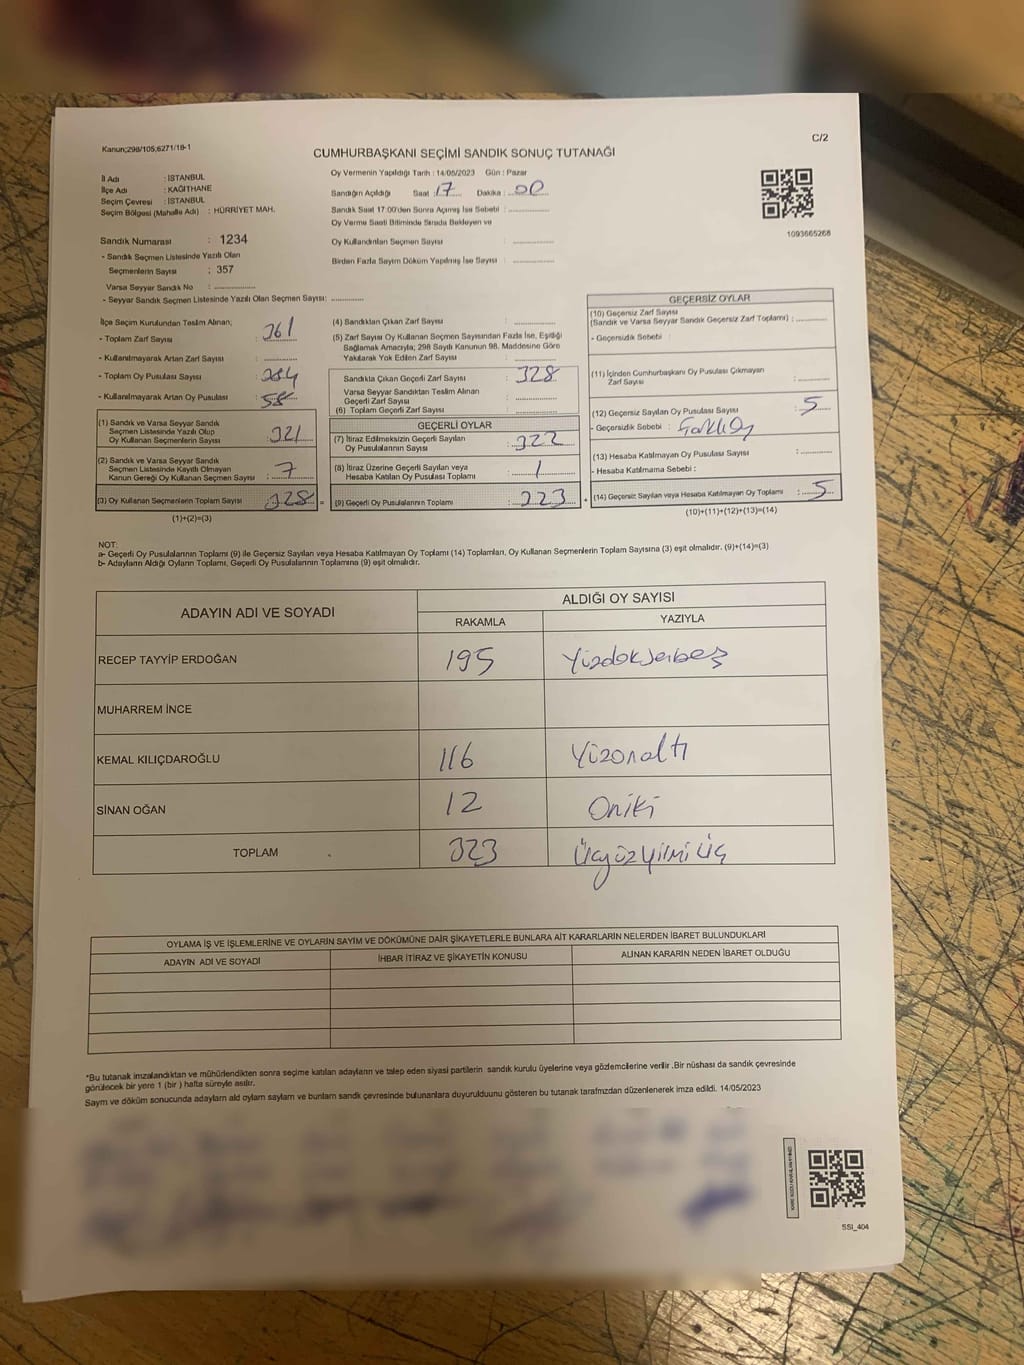 Kanun;298/105,6271/18-1
C/2
CUMHURBAŞKANI SEÇİMİ SANDIK SONUÇ TUTANAĞI
İl Adı : İSTANBUL
İlçe Adı : KAĞITHANE
Seçim Çevresi : İSTANBUL
Seçim Bölgesi (Mahalle Adı) : HÜRRİYET MAH.
Sandık Numarası : 1234
- Sandık Seçmen Listesinde Yazılı Olan
Seçmenlerin Sayısı : 357
Varsa Seyyar Sandık No : ................
- Seyyar Sandık Seçmen Listesinde Yazılı Olan Seçmen Sayısı: .............
Oy Vermenin Yapıldığı Tarih : 14/05/2023 Gün : Pazar
Sandığın Açıldığı Saat : 17 Dakika : 00
Sandık Saat 17:00'den Sonra Açılmış İse Sebebi : ................
Oy Verme Saati Bitiminde Sırada Bekleyen ve
Oy Kullandırılan Seçmen Sayısı : ................
Birden Fazla Sayım Döküm Yapılmış İse Sayısı : ................
1093665268
İlçe Seçim Kurulundan Teslim Alınan;
- Toplam Zarf Sayısı : 361
- Kullanılmayarak Artan Zarf Sayısı : ................
- Toplam Oy Pusulası Sayısı :
- Kullanılmayarak Artan Oy Pusulası :
(1) Sandık ve Varsa Seyyar Sandık
Seçmen Listesinde Yazılı Olup
Oy Kullanan Seçmenlerin Sayısı : 321
(2) Sandık ve Varsa Seyyar Sandık
Seçmen Listesinde Kayıtlı Olmayan
Kanun Gereği Oy Kullanan Seçmen Sayısı : 7
(3) Oy Kullanan Seçmenlerin Toplam Sayısı : 328 =
(1)+(2)=(3)
(4) Sandıktan Çıkan Zarf Sayısı : ................
(5) Zarf Sayısı Oy Kullanan Seçmen Sayısından Fazla İse, Eşitliği
Sağlamak Amacıyla; 298 Sayılı Kanunun 98. Maddesine Göre
Yakılarak Yok Edilen Zarf Sayısı : ................
Sandıkta Çıkan Geçerli Zarf Sayısı : 328
Varsa Seyyar Sandıktan Teslim Alınan
Geçerli Zarf Sayısı : ................
(6) Toplam Geçerli Zarf Sayısı : ................
GEÇERLİ OYLAR
(7) İtiraz Edilmeksizin Geçerli Sayılan
Oy Pusulalarının Sayısı : 322
(8) İtiraz Üzerine Geçerli Sayılan veya
Hesaba Katılan Oy Pusulası Toplamı : 1
(9) Geçerli Oy Pusulalarının Toplamı : 323 +
GEÇERSİZ OYLAR
(10) Geçersiz Zarf Sayısı
(Sandık ve Varsa Seyyar Sandık Geçersiz Zarf Toplamı) : ............
- Geçersizlik Sebebi :
(11) İçinden Cumhurbaşkanı Oy Pusulası Çıkmayan
Zarf Sayısı : ............
(12) Geçersiz Sayılan Oy Pusulası Sayısı : 5
- Geçersizlik Sebebi :
(13) Hesaba Katılmayan Oy Pusulası Sayısı : ............
- Hesaba Katılmama Sebebi :
(14) Geçersiz Sayılan veya Hesaba Katılmayan Oy Toplamı : 5
(10)+(11)+(12)+(13)=(14)
NOT:
a- Geçerli Oy Pusulalarının Toplamı (9) ile Geçersiz Sayılan veya Hesaba Katılmayan Oy Toplamı (14) Toplamları, Oy Kullanan Seçmenlerin Toplam Sayısına (3) eşit olmalıdır. (9)+(14)=(3)
b- Adayların Aldığı Oyların Toplamı, Geçerli Oy Pusulalarının Toplamına (9) eşit olmalıdır.
ADAYIN ADI VE SOYADI
ALDIĞI OY SAYISI
RAKAMLA YAZIYLA
RECEP TAYYİP ERDOĞAN 195 Yüzdoksanbeş
MUHARREM İNCE
KEMAL KILIÇDAROĞLU 116 Yüzonaltı
SİNAN OĞAN 12 Oniki
TOPLAM 323 Üçyüzyirmi üç
OYLAMA İŞ VE İŞLEMLERİNE VE OYLARIN SAYIM VE DÖKÜMÜNE DAİR ŞİKAYETLERLE BUNLARA AİT KARARLARIN NELERDEN İBARET BULUNDUKLARI
ADAYIN ADI VE SOYADI İHBAR İTİRAZ VE ŞİKAYETİN KONUSU ALINAN KARARIN NEDEN İBARET OLDUĞU
*Bu tutanak imzalandıktan ve mühürlendikten sonra seçime katılan adayların ve talep eden siyasi partilerin sandık kurulu üyelerine veya gözlemcilerine verilir .Bir nüshası da sandık çevresinde
görülecek bir yere 1 (bir ) hafta süreyle asılır.
Sayım ve döküm sonucunda adayların aldı oyların sayları ve bunların sandk çevresinde bulunanlara duyurulduunu gösteren bu tutanak tarafmzdan düzenlenerek imza edildi. 14/05/2023
SSİ_404